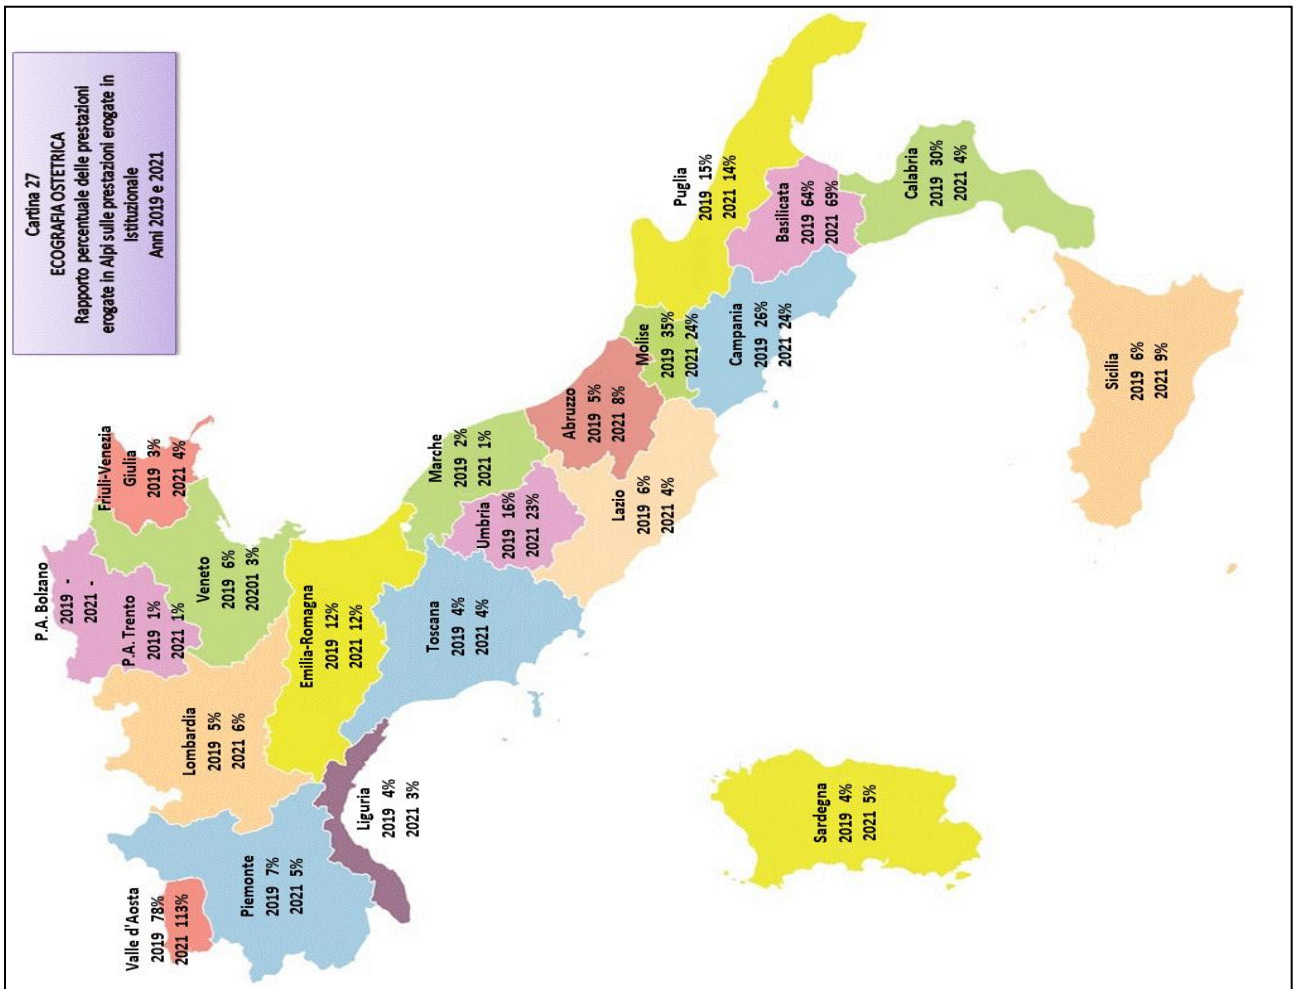 Cartina 27
ECOGRAFIA OSTETRICA
Rapporto percentuale delle prestazioni
erogate in Alpi sulle prestazioni erogate in
Istituzionale
Anni 2019 e 2021
P.A. Bolzano
2019 -
2021 -
P.A. Trento
2019 1%
2021 1%
Friuli-Venezia
Giulia
2019 3%
2021 4%
Valle d'Aosta
2019 78%
2021 113%
Lombardia
2019 5%
2021 6%
Veneto
2019 6%
20201 3%
Piemonte
2019 7%
2021 5%
Emilia-Romagna
2019 12%
2021 12%
Liguria
2019 4%
2021 3%
Toscana
2019 4%
2021 4%
Marche
2019 2%
2021 1%
Umbria
2019 16%
2021 23%
Abruzzo
2019 5%
2021 8%
Lazio
2019 6%
2021 4%
Molise
2019 35%
2021 24%
Puglia
2019 15%
2021 14%
Campania
2019 26%
2021 24%
Basilicata
2019 64%
2021 69%
Calabria
2019 30%
2021 4%
Sardegna
2019 4%
2021 5%
Sicilia
2019 6%
2021 9%